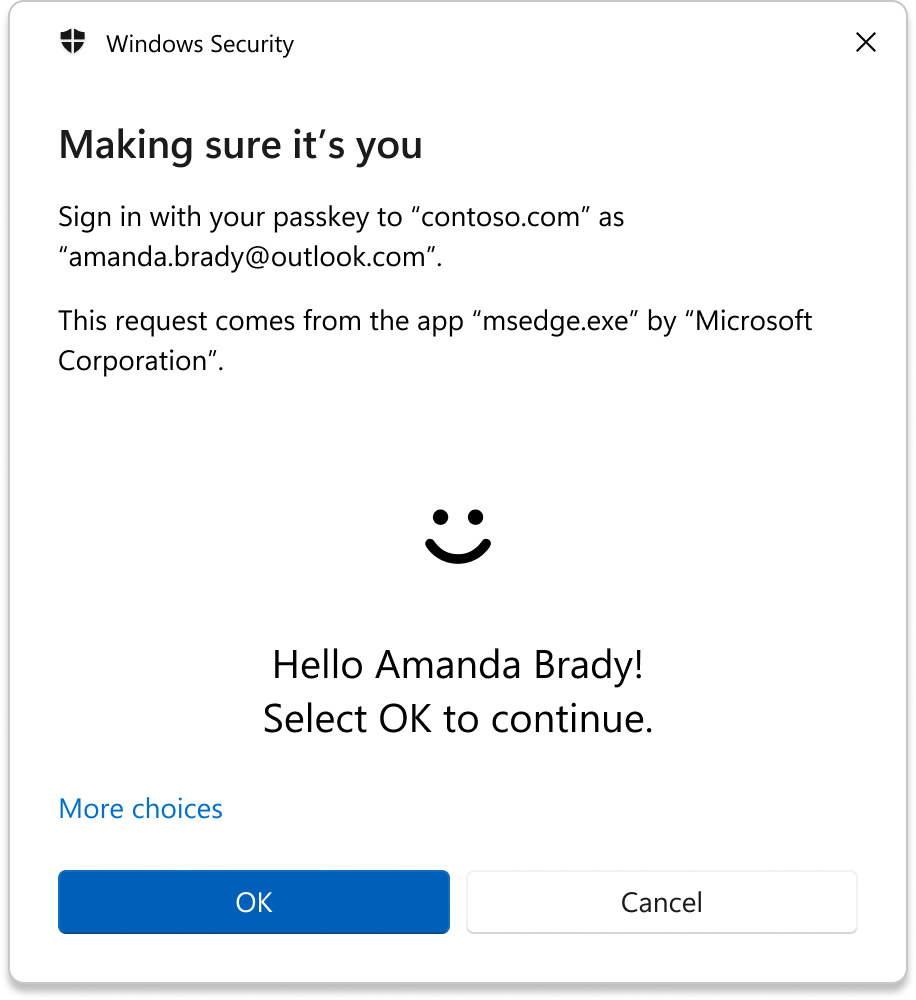 Windows Security
Making sure it’s you
Sign in with your passkey to “contoso.com” as
“amanda.brady@outlook.com”.
This request comes from the app “msedge.exe” by “Microsoft
Corporation”.
Hello Amanda Brady!
Select OK to continue.
More choices
OK
Cancel